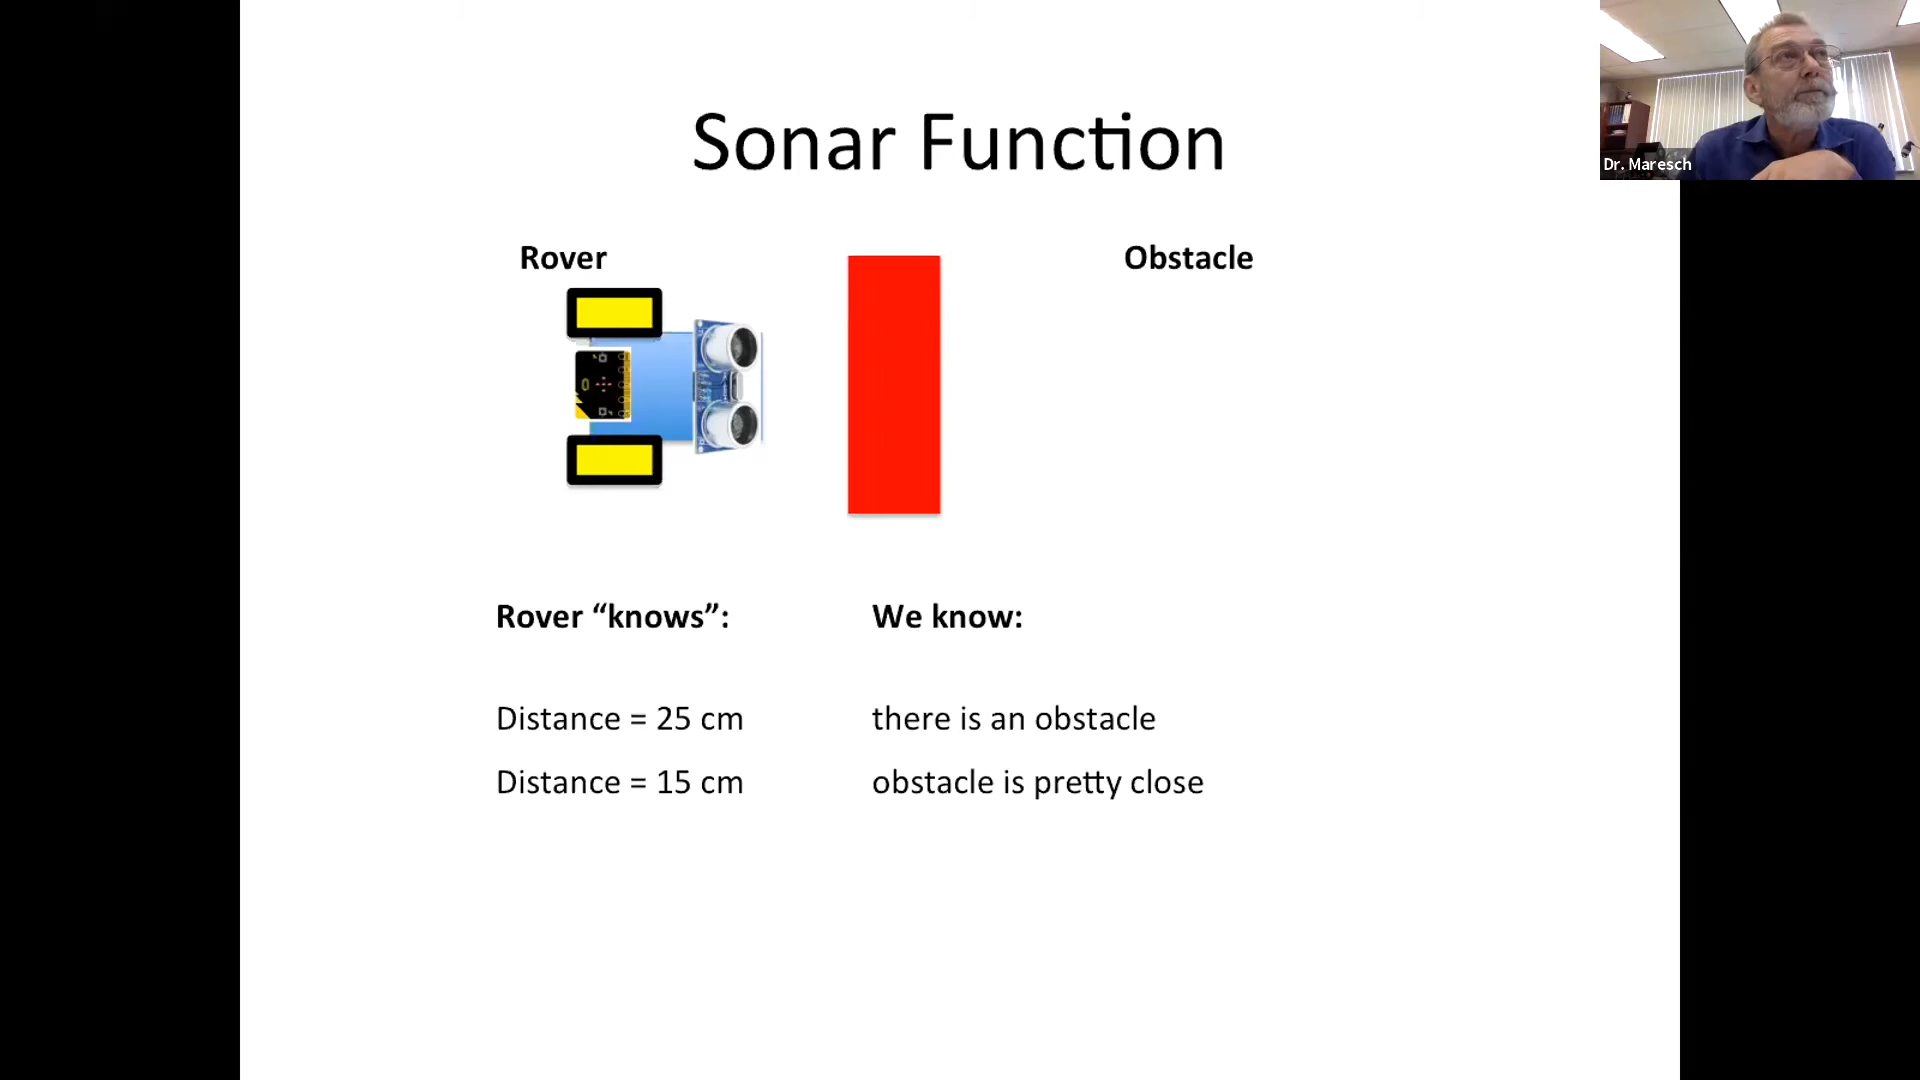 Sonar Function
Dr. Maresch
Rover
Obstacle
Rover “knows”:
We know:
Distance = 25 cm
there is an obstacle
Distance = 15 cm
obstacle is pretty close